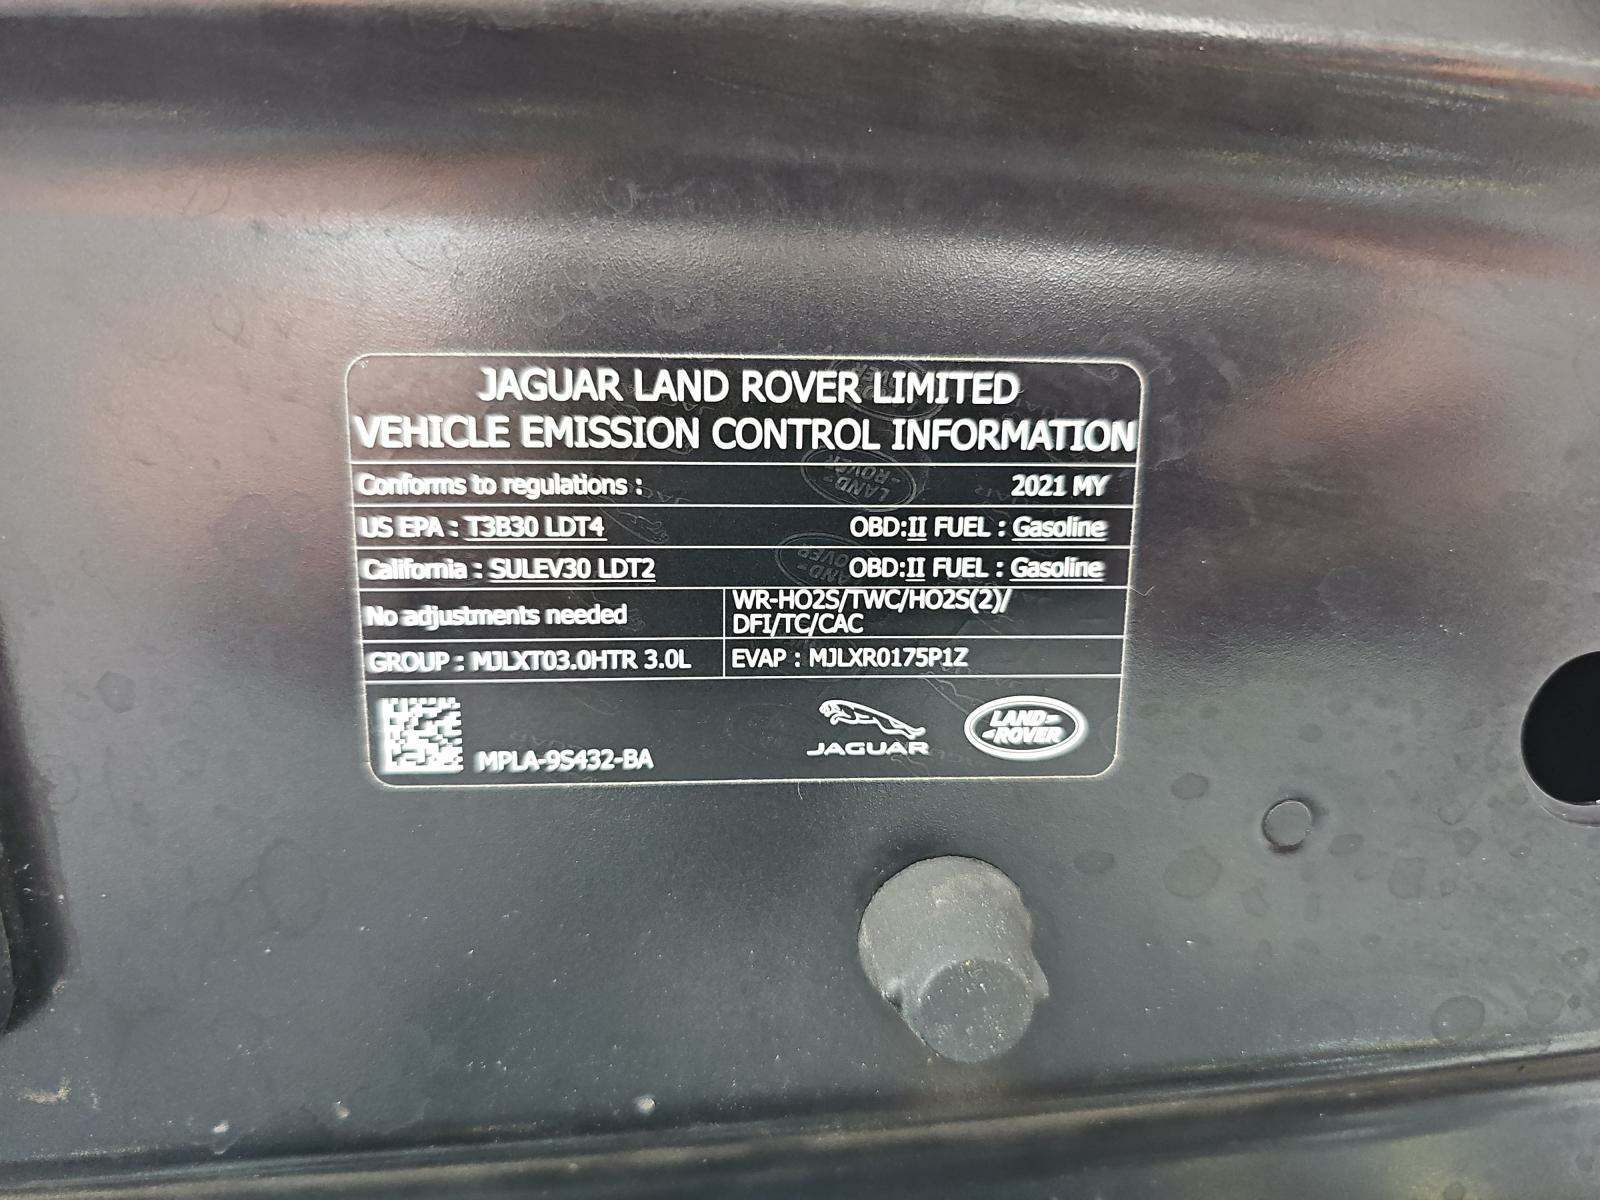 JAGUAR LAND ROVER LIMITED
VEHICLE EMISSION CONTROL INFORMATION
Conforms to regulations : 2021 MY
US EPA : T3B30 LDT4 OBD:II FUEL : Gasoline
California : SULEV30 LDT2 OBD:II FUEL : Gasoline
No adjustments needed
WR-HO2S/TWC/HO2S(2)/
DFI/TC/CAC
GROUP : MJLXT03.0HTR 3.0L
EVAP : MJLXR0175P1Z
MPLA-9S432-BA
JAGUAR
LAND-
-ROVER